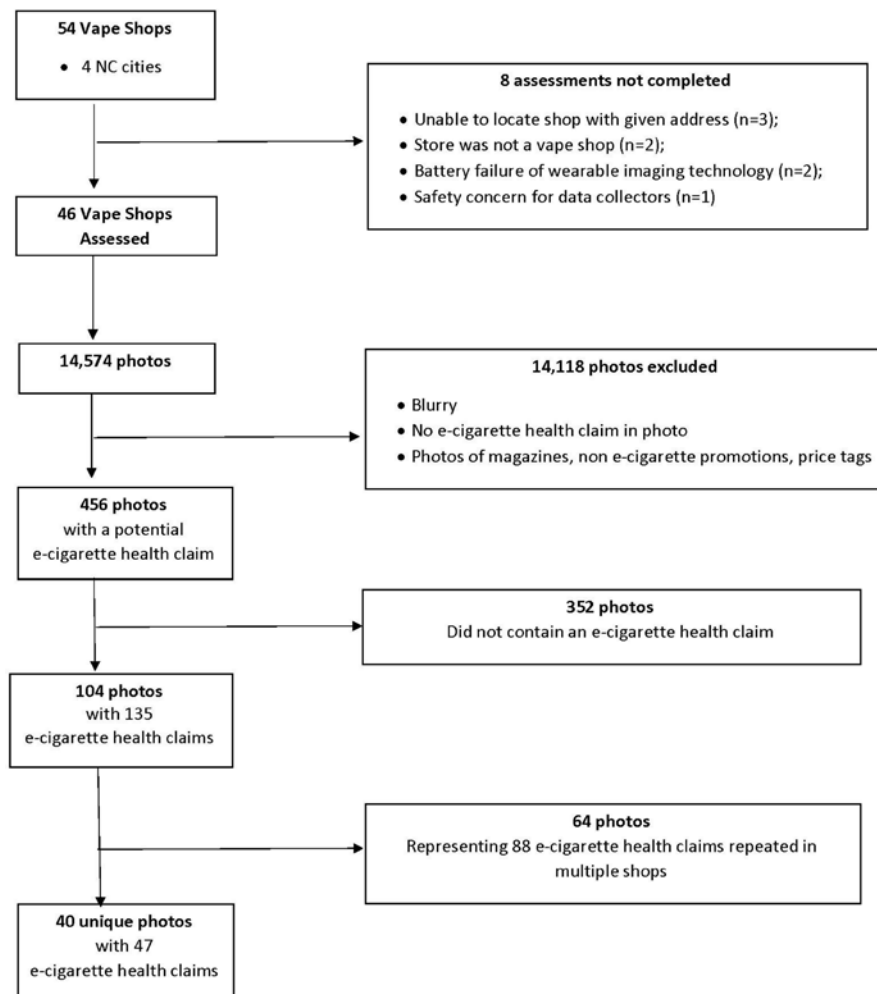 54 Vape Shops
• 4 NC cities
8 assessments not completed
• Unable to locate shop with given address (n=3);
• Store was not a vape shop (n=2);
• Battery failure of wearable imaging technology (n=2);
• Safety concern for data collectors (n=1)
46 Vape Shops
Assessed
14,574 photos
14,118 photos excluded
• Blurry
• No e-cigarette health claim in photo
• Photos of magazines, non e-cigarette promotions, price tags
456 photos
with a potential
e-cigarette health claim
352 photos
Did not contain an e-cigarette health claim
104 photos
with 135
e-cigarette health claims
64 photos
Representing 88 e-cigarette health claims repeated in
multiple shops
40 unique photos
with 47
e-cigarette health claims